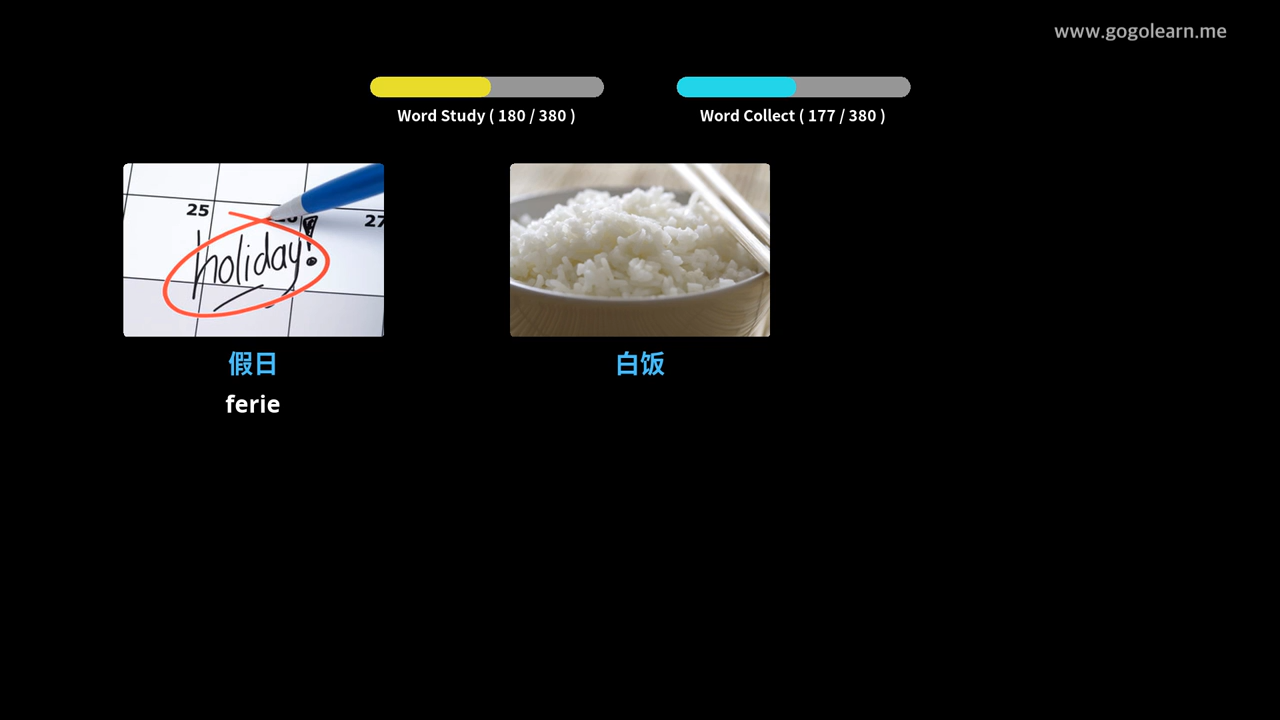 www.gogolearn.me
Word Study ( 180 / 380 )
Word Collect ( 177 / 380 )
25
27
holiday!
假日
白饭
ferie